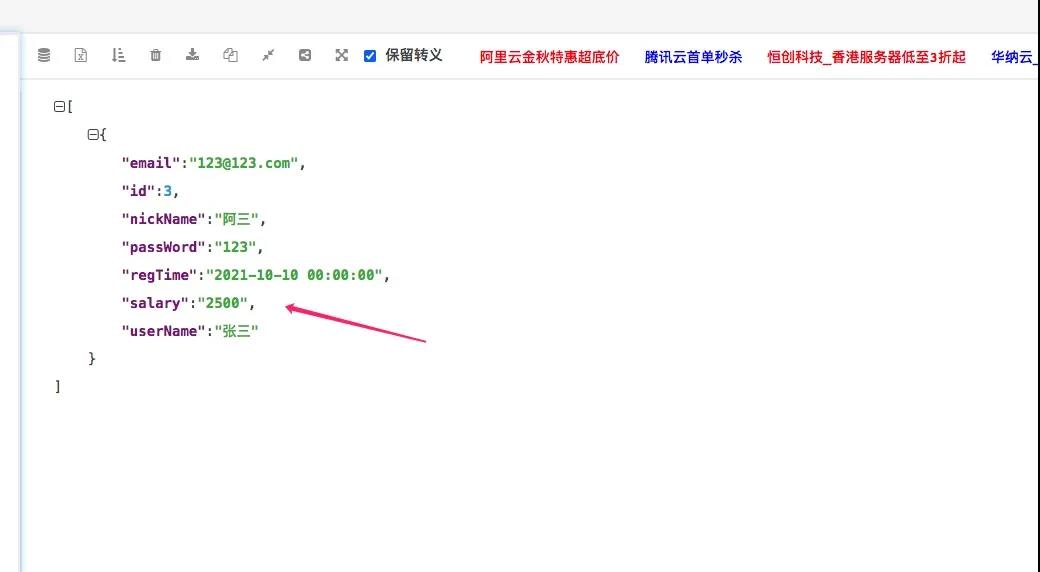 保留转义 阿里云金秋特惠超底价 腾讯云首单秒杀 恒创科技_香港服务器低至3折起 华纳云_
[
{
"email":"123@123.com",
"id":3,
"nickName":"阿三",
"passWord":"123",
"regTime":"2021-10-10 00:00:00",
"salary":"2500",
"userName":"张三"
}
]